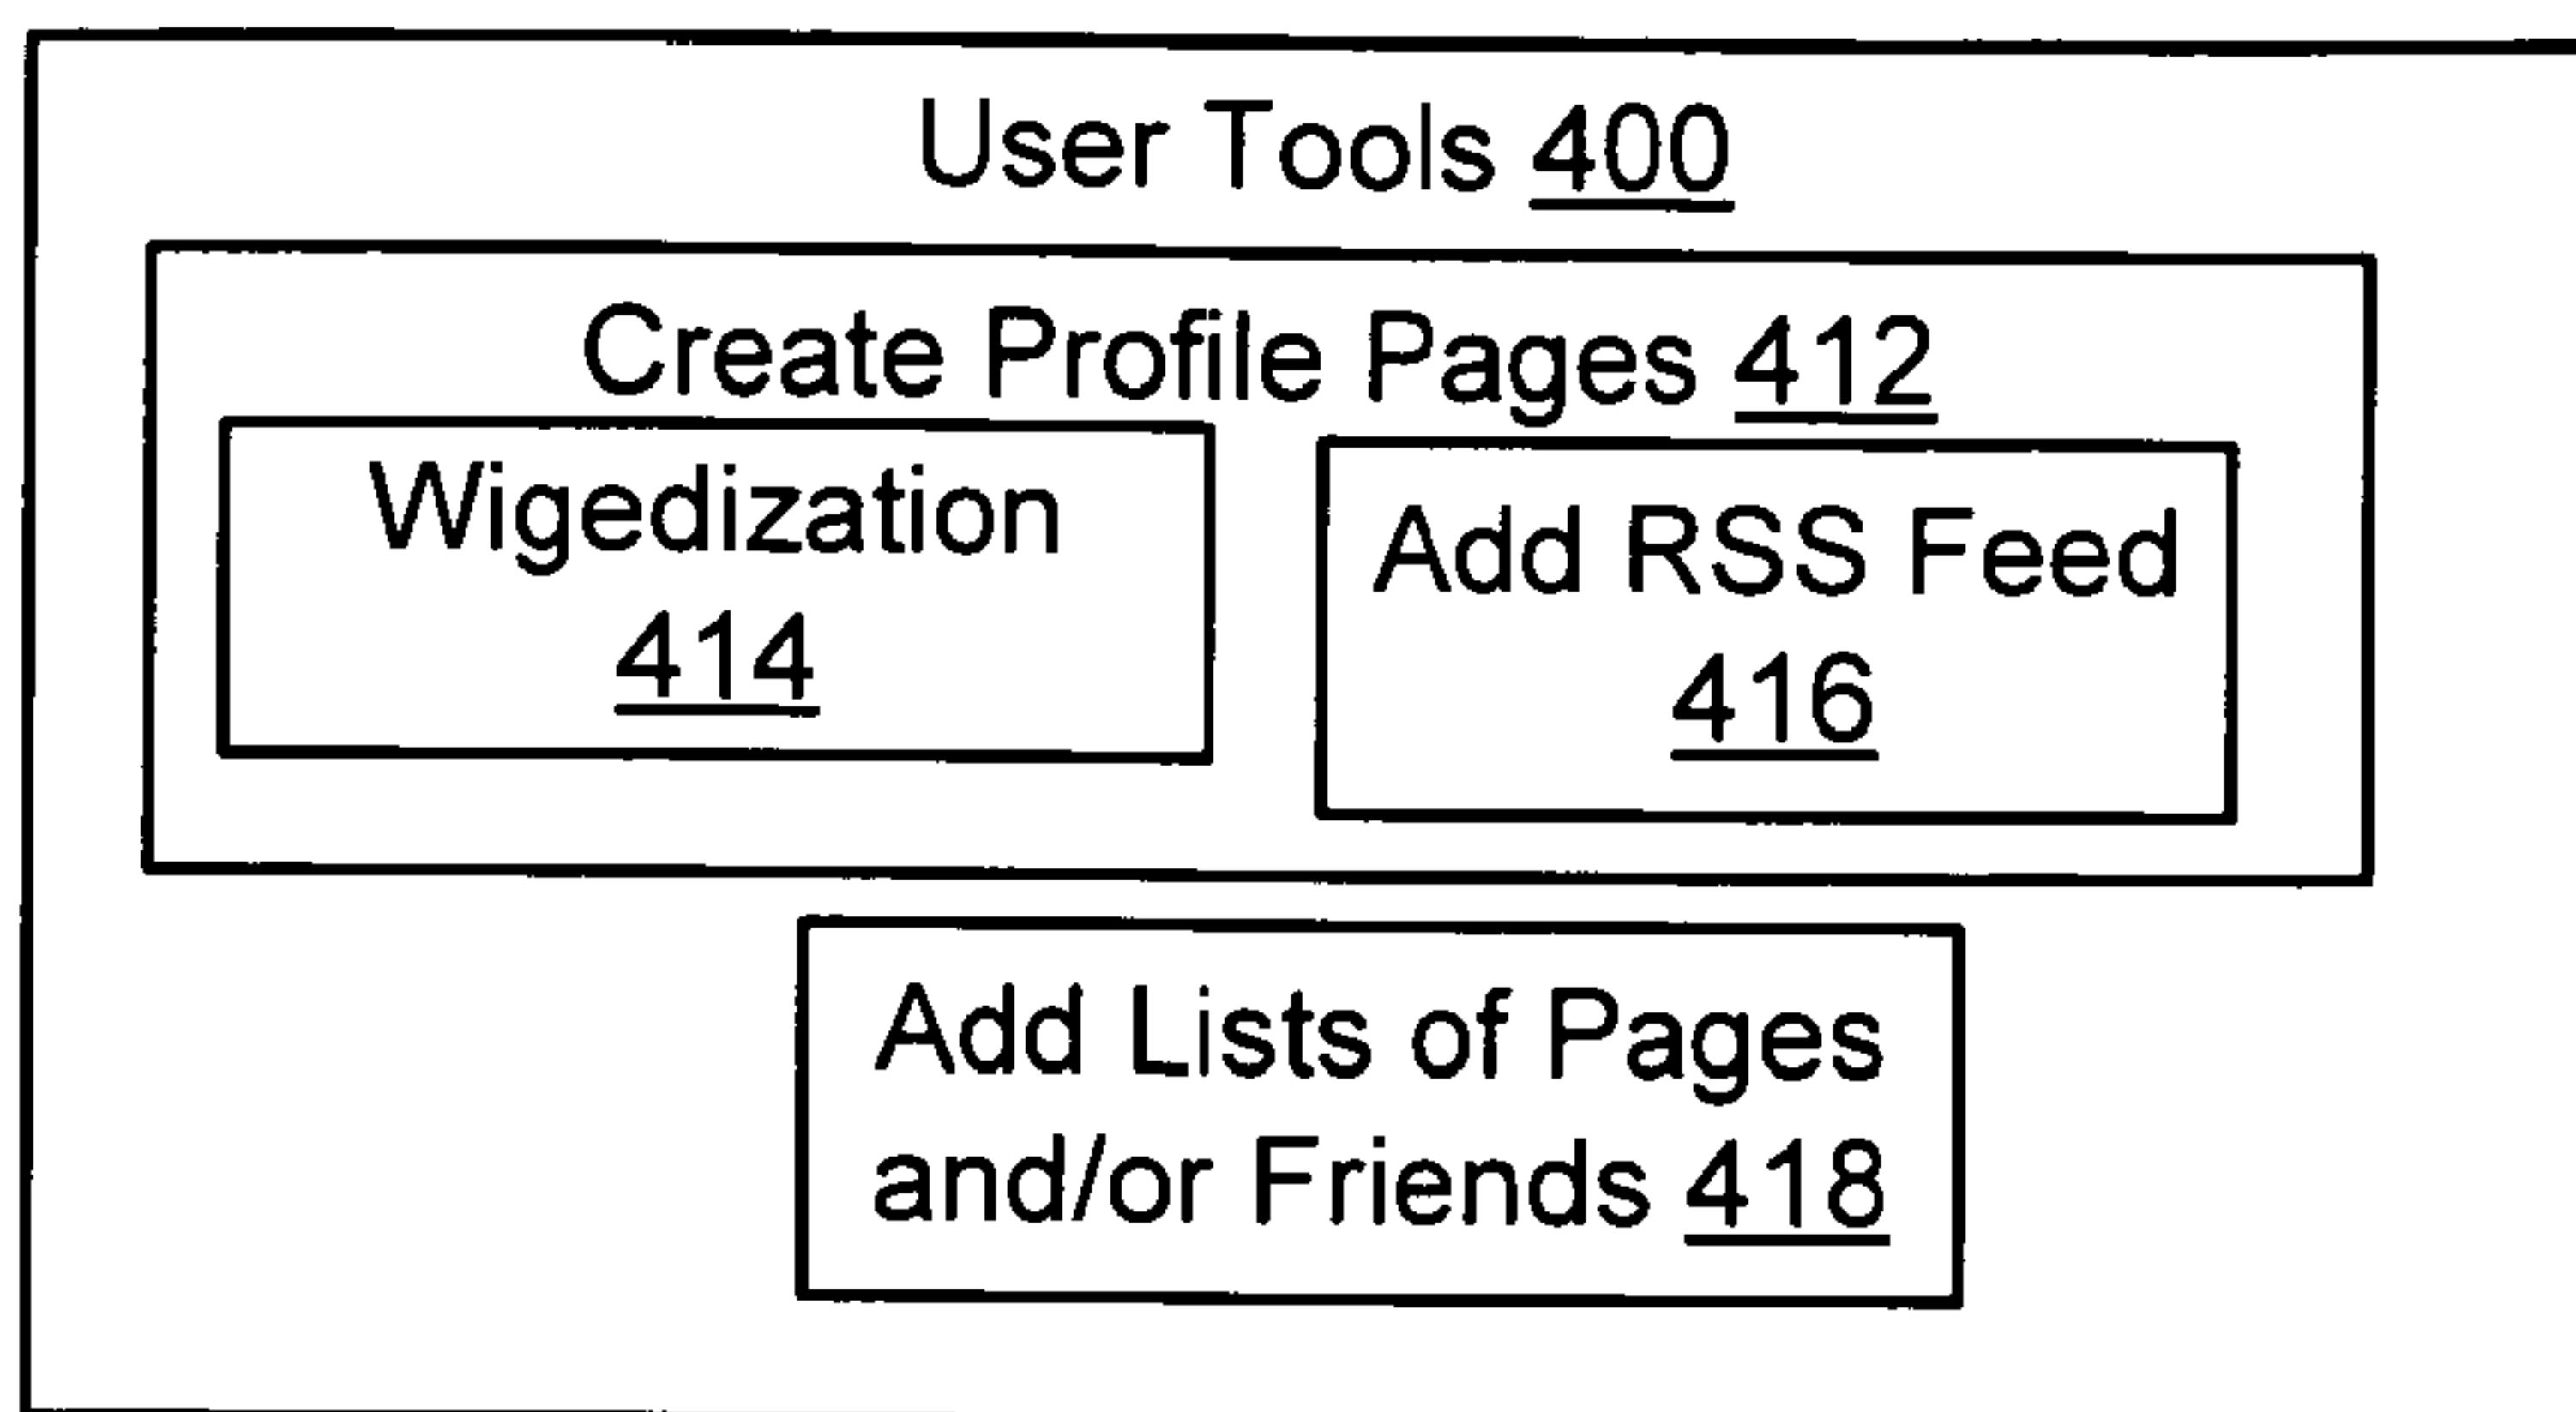 User Tools 400
Create Profile Pages 412
Wigedization
414
Add RSS Feed
416
Add Lists of Pages
and/or Friends 418